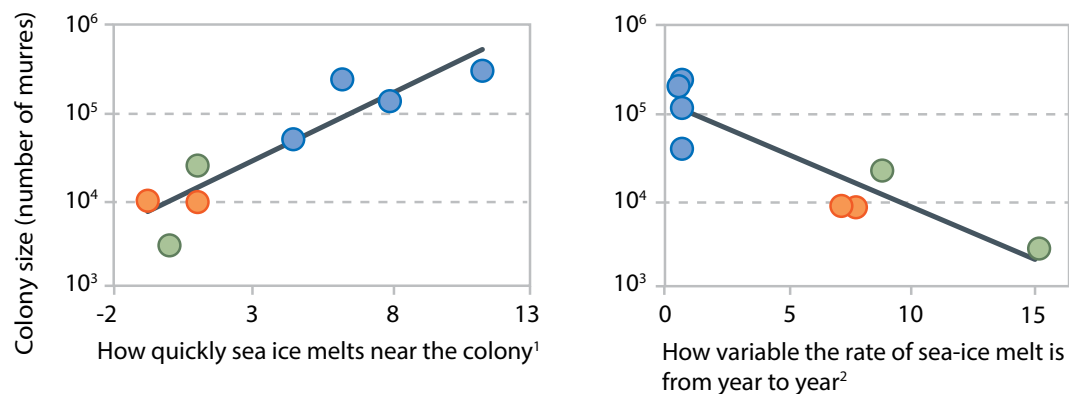 Colony size (number of murres)
10⁶
10⁵
10⁴
10³
-2 3 8 13
How quickly sea ice melts near the colony¹
10⁶
10⁵
10⁴
10³
0 5 10 15
How variable the rate of sea-ice melt is
from year to year²